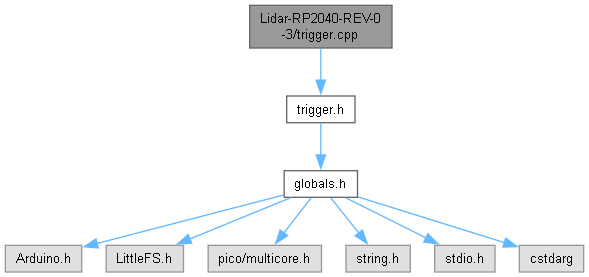 Lidar-RP2040-REV-0
-3/trigger.cpp
trigger.h
globals.h
Arduino.h
LittleFS.h
pico/multicore.h
string.h
stdio.h
cstdarg